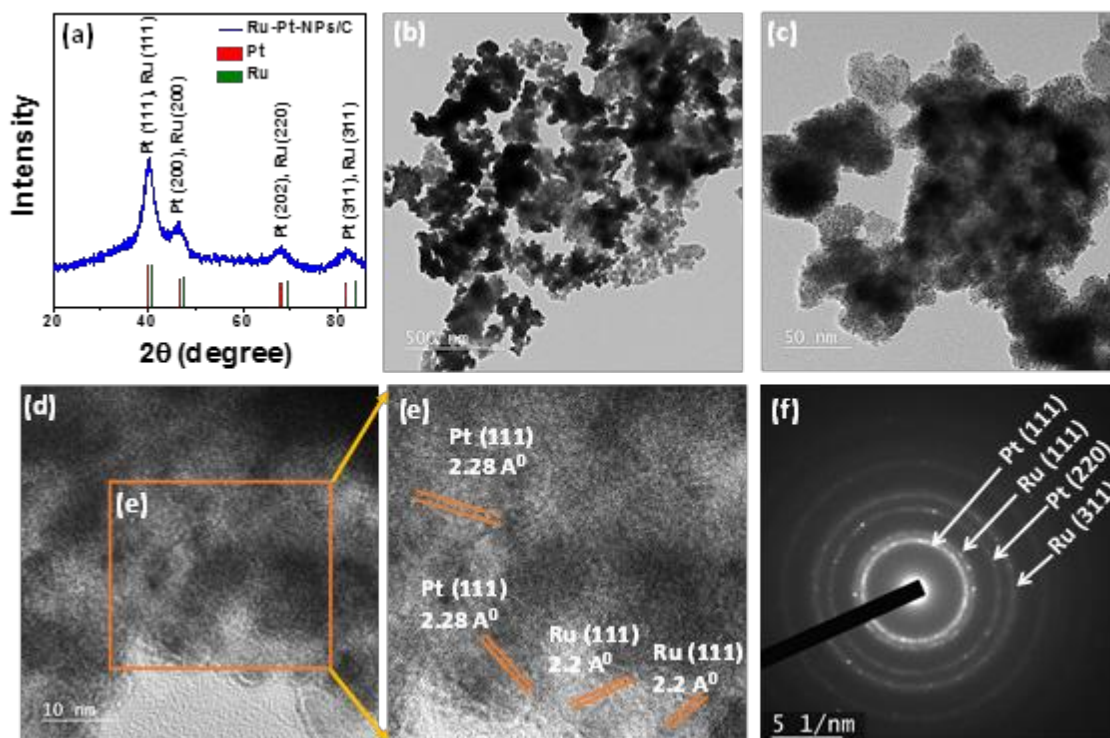 (a)
Ru-Pt-NPs/C
Pt
Ru
Pt (111), Ru (111)
Pt (200), Ru(200)
Pt (202), Ru(220)
Pt (311), Ru (311)
Intensity
20
40
60
80
2θ (degree)
(b)
500 nm
(c)
50 nm
(d)
(e)
10 nm
(e)
Pt (111)
2.28 A⁰
Pt (111)
2.28 A⁰
Ru (111)
2.2 A⁰
Ru (111)
2.2 A⁰
(f)
Pt (111)
Ru (111)
Pt (220)
Ru (311)
5 1/nm